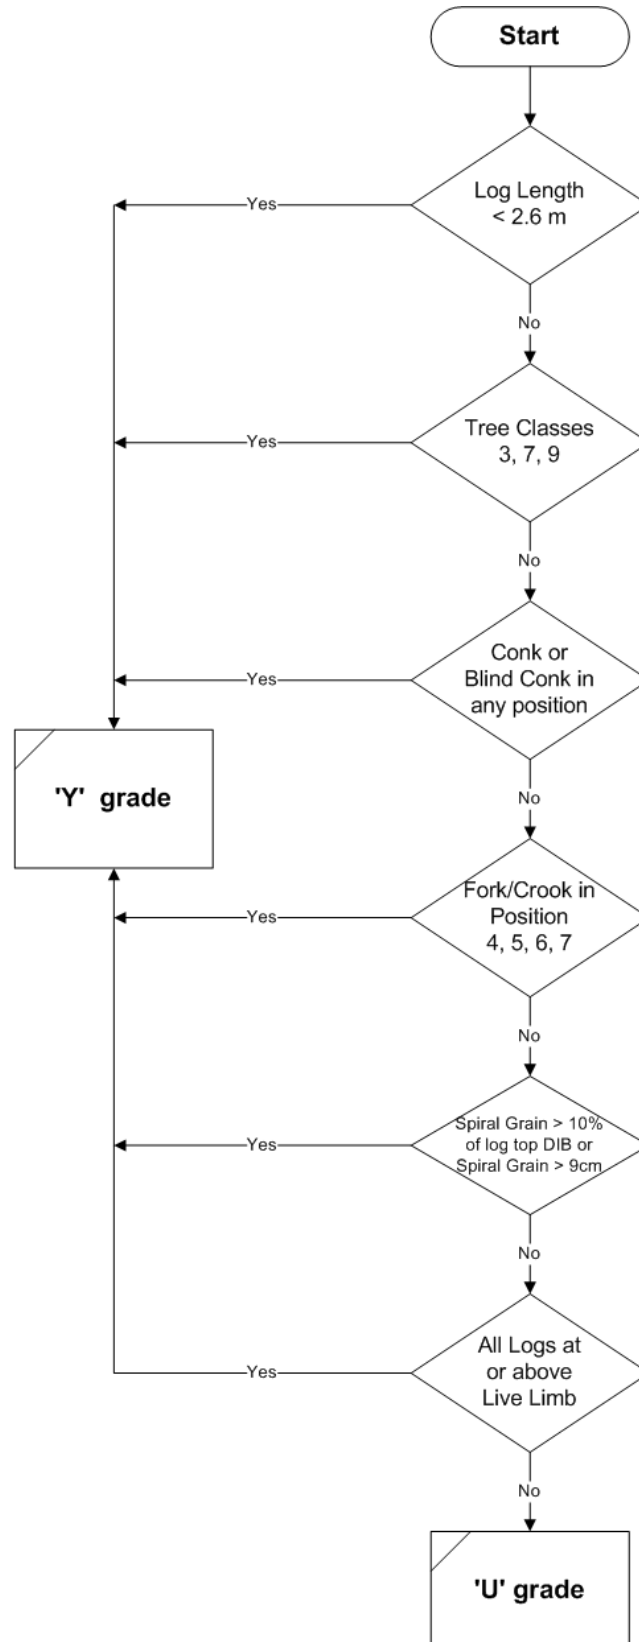 Start
Log Length
< 2.6 m
Yes
No
Tree Classes
3, 7, 9
Yes
No
Conk or
Blind Conk in
any position
Yes
No
'Y' grade
Fork/Crook in
Position
4, 5, 6, 7
Yes
No
Spiral Grain > 10%
of log top DIB or
Spiral Grain > 9cm
Yes
No
All Logs at
or above
Live Limb
Yes
No
'U' grade